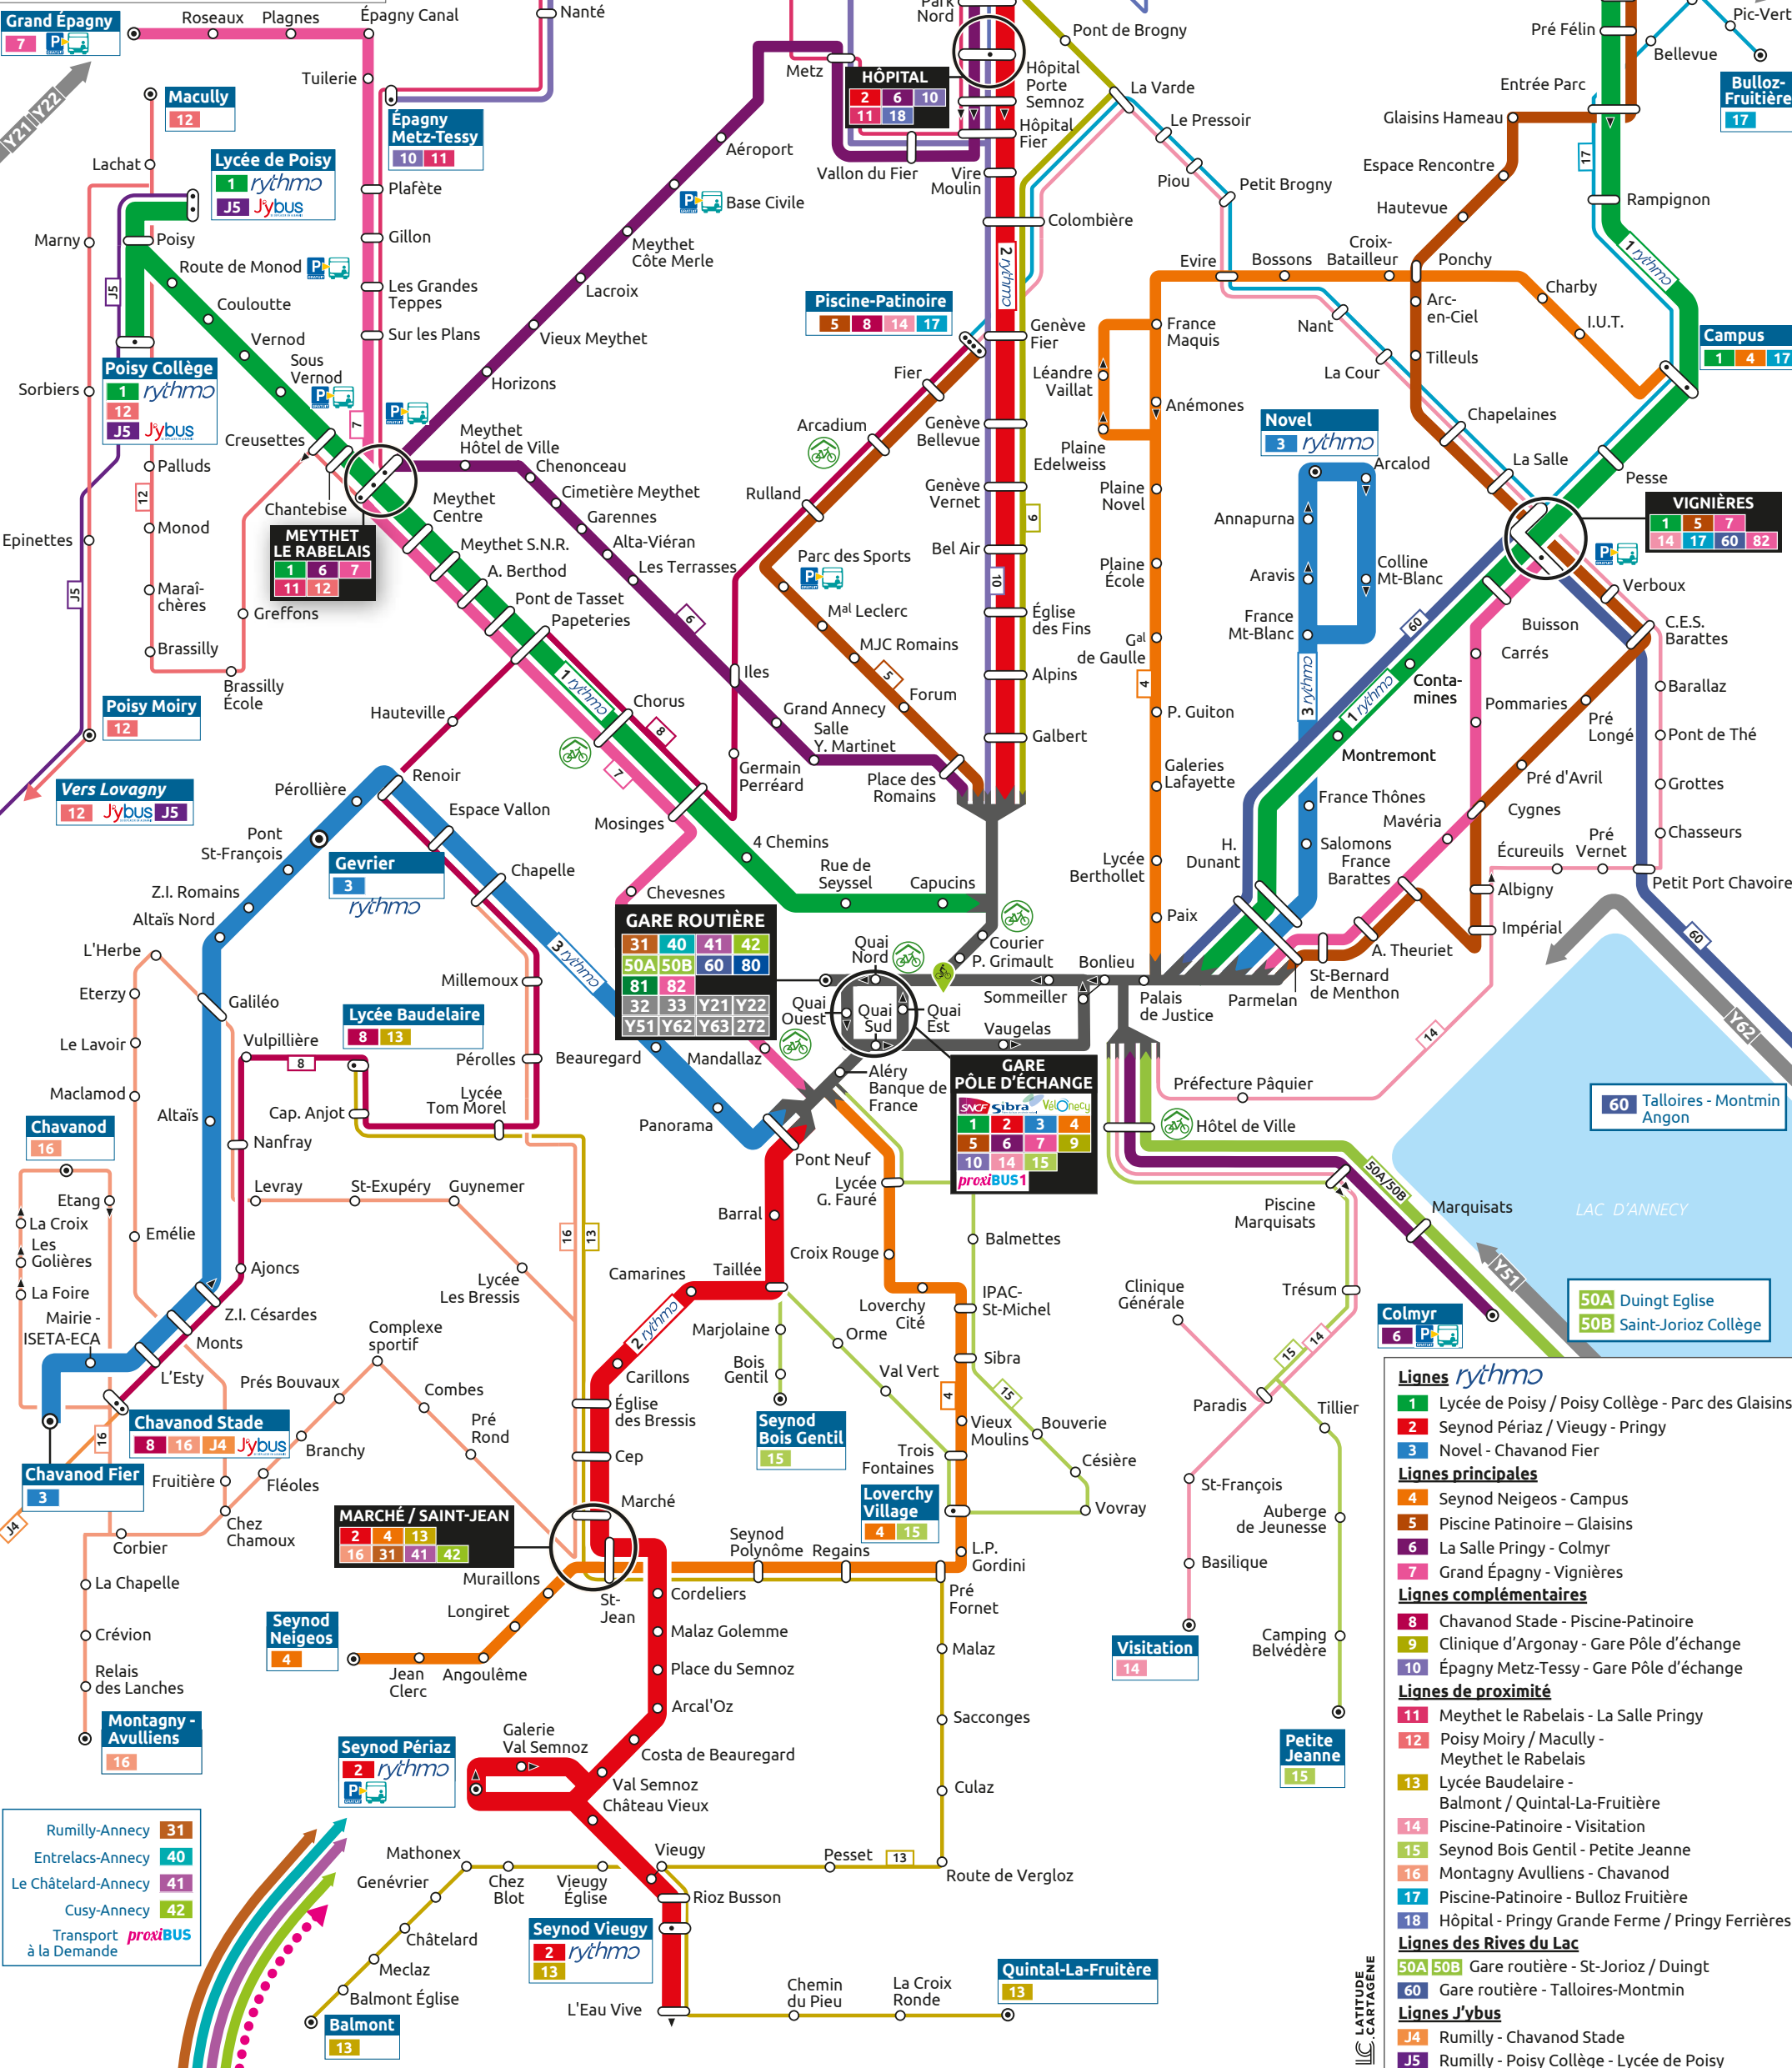 Grand Épagny
7
P
Roseaux
Plagnes
Épagny Canal
Nanté
Y21
Y22
Tuilerie
Macully
12
Épagny
Metz-Tessy
10 11
Lachat
Lycée de Poisy
1 rythmo
J5 J'ybus
Plafète
Marny
Poisy
Gillon
Route de Monod
Couloutte
Les Grandes
Teppes
Vernod
Sur les Plans
Sous
Vernod
Poisy Collège
1 rythmo
12
J5 J'ybus
Sorbiers
Creusettes
Palluds
Chantebise
Monod
Epinettes
Maraî-
chères
Greffons
Brassilly
Brassilly
École
Poisy Moiry
12
Vers Lovagny
12 J'ybus J5
MEYTHET
LE RABELAIS
1 6 7
11 12
Metz
Park
Nord
HÔPITAL
2 6 10
11 18
Hôpital
Porte
Semnoz
Hôpital
Fier
Vallon du Fier
Vire
Moulin
Aéroport
Base Civile
Meythet
Côte Merle
Lacroix
Vieux Meythet
Horizons
Meythet
Hôtel de Ville
Chenonceau
Cimetière Meythet
Garennes
Alta-Viéran
Les Terrasses
Meythet
Centre
Meythet S.N.R.
A. Berthod
Pont de Tasset
Papeteries
Chorus
Hauteville
Mosinges
Chevesnes
4 Chemins
Rue de
Seyssel
Capucins
Iles
Germain
Perréard
Grand Annecy
Salle
Y. Martinet
Place des
Romains
Piscine-Patinoire
5 8 14 17
Fier
Arcadium
Rulland
Parc des Sports
Mal Leclerc
MJC Romains
Forum
Colombière
Genève
Fier
Genève
Bellevue
Genève
Vernet
Bel Air
Église
des Fins
Alpins
Galbert
Pont de Brogny
La Varde
Le Pressoir
Piou
Petit Brogny
Evire
Bossons
Croix-
Batailleur
Ponchy
Charby
I.U.T.
Campus
1 4 17
Nant
La Cour
Chapelaines
La Salle
Arc-
en-Ciel
Tilleuls
Pré Félin
Entrée Parc
Glaisins Hameau
Espace Rencontre
Hautevue
Rampignon
Bellevue
Pic-Vert
Bulloz-
Fruitière
17
Pesse
VIGNIÈRES
1 5 7
14 17 60 82
France
Maquis
Léandre
Vaillat
Anémones
Plaine
Edelweiss
Plaine
Novel
Plaine
École
Gal
de Gaulle
P. Guiton
Galeries
Lafayette
Lycée
Berthollet
Paix
Novel
3 rythmo
Arcalod
Annapurna
Aravis
Colline
Mt-Blanc
France
Mt-Blanc
France Thônes
Salomons
H.
Dunant
Conta-
mines
Montremont
Buisson
Carrés
Pommaries
Verboux
C.E.S.
Barattes
Barallaz
Pont de Thé
Grottes
Chasseurs
Pré
Longé
Pré d'Avril
Cygnes
Mavéria
France
Barattes
Écureuils
Pré
Vernet
Petit Port Chavoire
Albigny
Impérial
A. Theuriet
St-Bernard
de Menthon
Parmelan
Palais
de Justice
Bonlieu
Courier
P. Grimault
Sommeiller
Vaugelas
Quai
Nord
Quai
Ouest
Quai
Sud
Quai
Est
Mandallaz
Aléry
Banque de
France
GARE ROUTIÈRE
31 40 41 42
50A 50B 60 80
81 82
32 33 Y21 Y22
Y51 Y62 Y63 272
GARE
PÔLE D'ÉCHANGE
SNCF Sibra Vélonecy
1 2 3 4
5 6 7 9
10 14 15
proxiBUS1
Pérollière
Renoir
Pont
St-François
Espace Vallon
Gevrier
3
rythmo
Chapelle
Z.I. Romains
Altaïs Nord
L'Herbe
Eterzy
Galiléo
Millemoux
Lycée Baudelaire
8 13
Le Lavoir
Vulpillière
Pérolles
Beauregard
Maclamod
Altaïs
Cap. Anjot
Lycée
Tom Morel
Panorama
Chavanod
16
Nanfray
Levray
St-Exupéry
Guynemer
Etang
La Croix
Les
Golières
La Foire
Emélie
Ajoncs
Lycée
Les Bressis
Mairie -
ISETA-ECA
Z.I. Césardes
Monts
L'Esty
Complexe
sportif
Prés Bouvaux
Combes
Pré
Rond
Chavanod Stade
8 16 J4 J'ybus
Branchy
Chavanod Fier
3
Fruitière
Fléoles
J4
Chez
Chamoux
Corbier
La Chapelle
Crévion
Relais
des Lanches
Montagny -
Avulliens
16
Pont Neuf
Barral
Camarines
Taillée
Carillons
Église
des Bressis
Cep
Marché
MARCHÉ / SAINT-JEAN
2 4 13
16 31 41 42
Muraillons
Longiret
St-
Jean
Seynod
Neigeos
4
Jean
Clerc
Angoulême
Cordeliers
Malaz Golemme
Place du Semnoz
Arcal'Oz
Costa de Beauregard
Galerie
Val Semnoz
Val Semnoz
Château Vieux
Seynod Périaz
2 rythmo
Lycée
G. Fauré
Croix Rouge
Loverchy
Cité
IPAC-
St-Michel
Balmettes
Marjolaine
Bois
Gentil
Seynod
Bois Gentil
15
Orme
Val Vert
Sibra
Trois
Fontaines
Vieux
Moulins
Bouverie
Césière
Vovray
Loverchy
Village
4 15
L.P.
Gordini
Seynod
Polynôme
Regains
Pré
Fornet
Malaz
Sacconges
Culaz
Route de Vergloz
Pesset
Vieugy
Mathonex
Genévrier
Chez
Blot
Vieugy
Église
Rioz Busson
Châtelard
Meclaz
Balmont Église
Balmont
13
Seynod Vieugy
2 rythmo
13
L'Eau Vive
Chemin
du Pieu
La Croix
Ronde
Quintal-La-Fruitère
13
Préfecture Pâquier
Hôtel de Ville
Piscine
Marquisats
Marquisats
50A/50B
LAC D'ANNECY
Y62
Y51
60 Talloires - Montmin
Angon
50A Duingt Eglise
50B Saint-Jorioz Collège
Trésum
Clinique
Générale
Colmyr
6
Paradis
Tillier
St-François
Auberge
de Jeunesse
Basilique
Camping
Belvédère
Visitation
14
Petite
Jeanne
15
Rumilly-Annecy 31
Entrelacs-Annecy 40
Le Châtelard-Annecy 41
Cusy-Annecy 42
Transport proxiBUS
à la Demande
Lignes rythmo
1 Lycée de Poisy / Poisy Collège - Parc des Glaisins
2 Seynod Périaz / Vieugy - Pringy
3 Novel - Chavanod Fier
Lignes principales
4 Seynod Neigeos - Campus
5 Piscine Patinoire – Glaisins
6 La Salle Pringy - Colmyr
7 Grand Épagny - Vignières
Lignes complémentaires
8 Chavanod Stade - Piscine-Patinoire
9 Clinique d'Argonay - Gare Pôle d'échange
10 Épagny Metz-Tessy - Gare Pôle d'échange
Lignes de proximité
11 Meythet le Rabelais - La Salle Pringy
12 Poisy Moiry / Macully -
Meythet le Rabelais
13 Lycée Baudelaire -
Balmont / Quintal-La-Fruitière
14 Piscine-Patinoire - Visitation
15 Seynod Bois Gentil - Petite Jeanne
16 Montagny Avulliens - Chavanod
17 Piscine-Patinoire - Bulloz Fruitière
18 Hôpital - Pringy Grande Ferme / Pringy Ferrières
Lignes des Rives du Lac
50A 50B Gare routière - St-Jorioz / Duingt
60 Gare routière - Talloires-Montmin
Lignes J'ybus
J4 Rumilly - Chavanod Stade
J5 Rumilly - Poisy Collège - Lycée de Poisy
LATITUDE
CARTAGÈNE